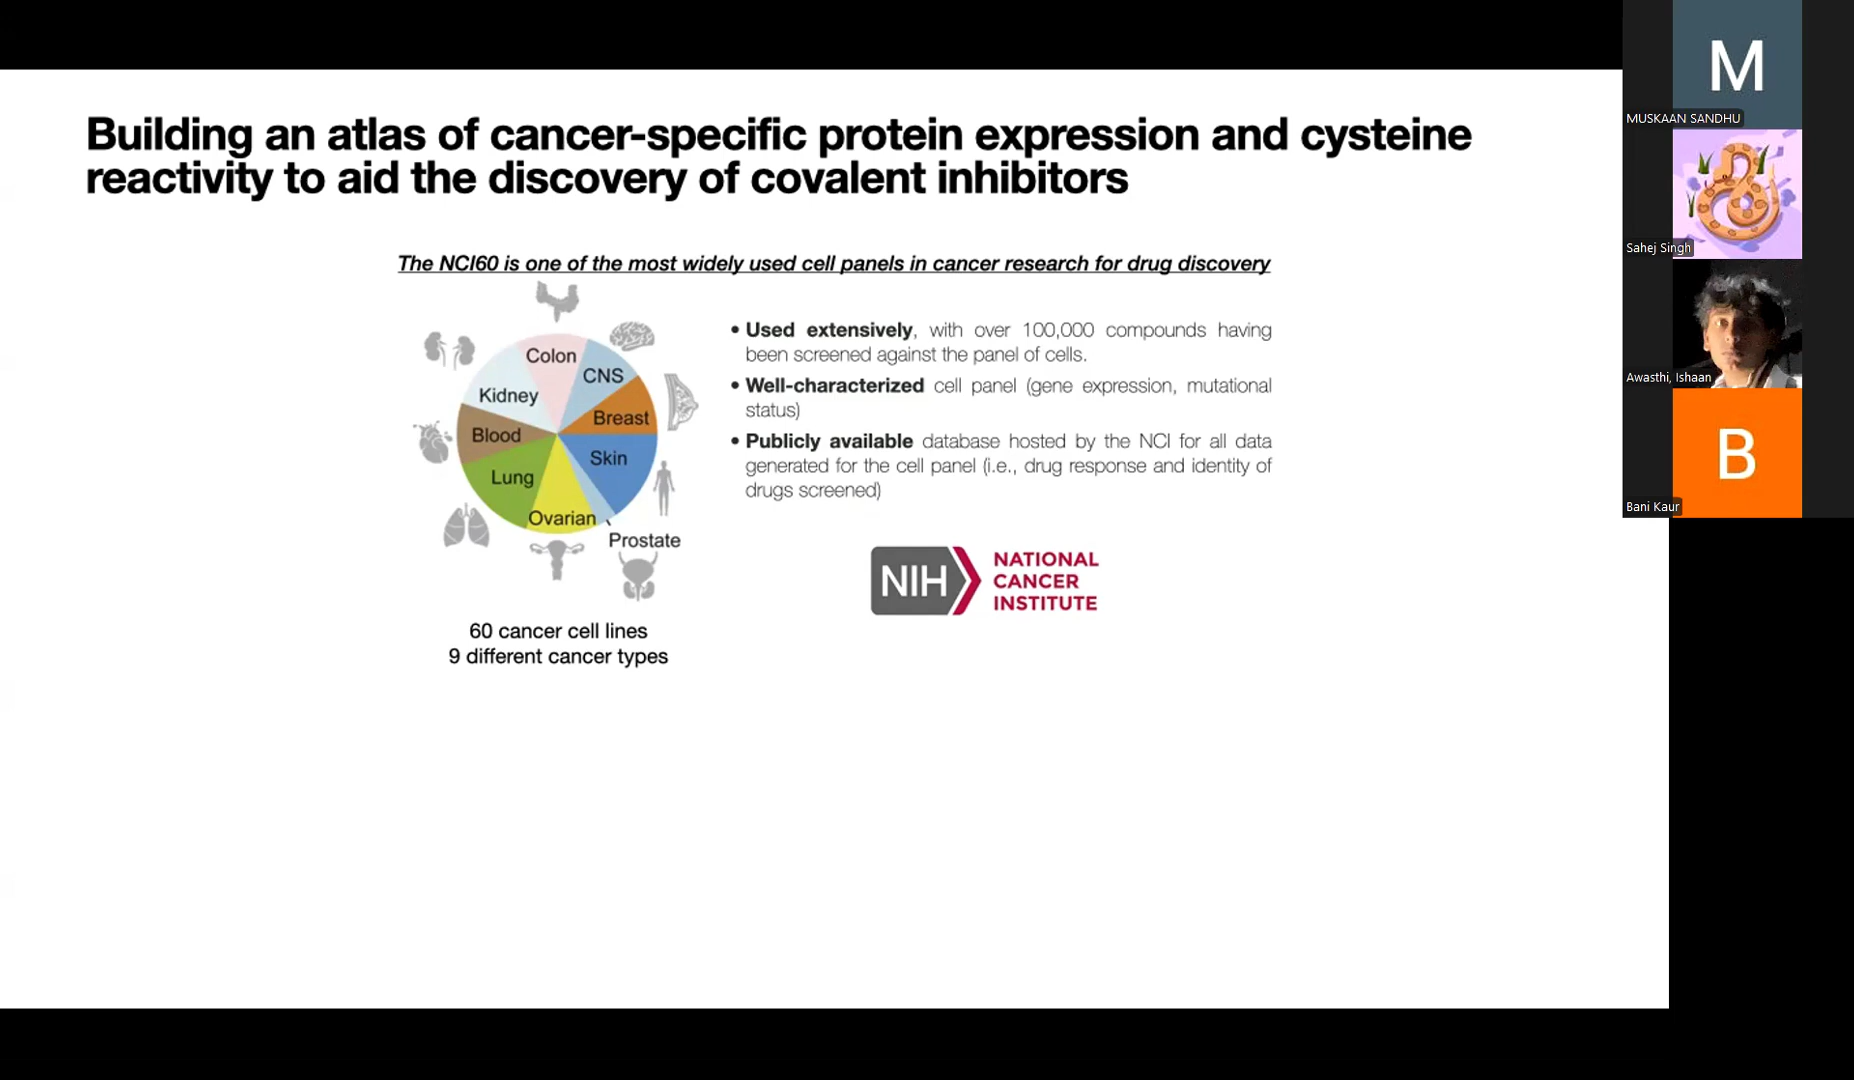 Building an atlas of cancer-specific protein expression and cysteine
reactivity to aid the discovery of covalent inhibitors
The NCI60 is one of the most widely used cell panels in cancer research for drug discovery
Colon
CNS
Kidney
Breast
Blood
Skin
Lung
Ovarian
Prostate
60 cancer cell lines
9 different cancer types
• Used extensively, with over 100,000 compounds having
been screened against the panel of cells.
• Well-characterized cell panel (gene expression, mutational
status)
• Publicly available database hosted by the NCI for all data
generated for the cell panel (i.e., drug response and identity of
drugs screened)
NIH
NATIONAL
CANCER
INSTITUTE
M
MUSKAAN SANDHU
Sahej Singh
Awasthi, Ishaan
B
Bani Kaur